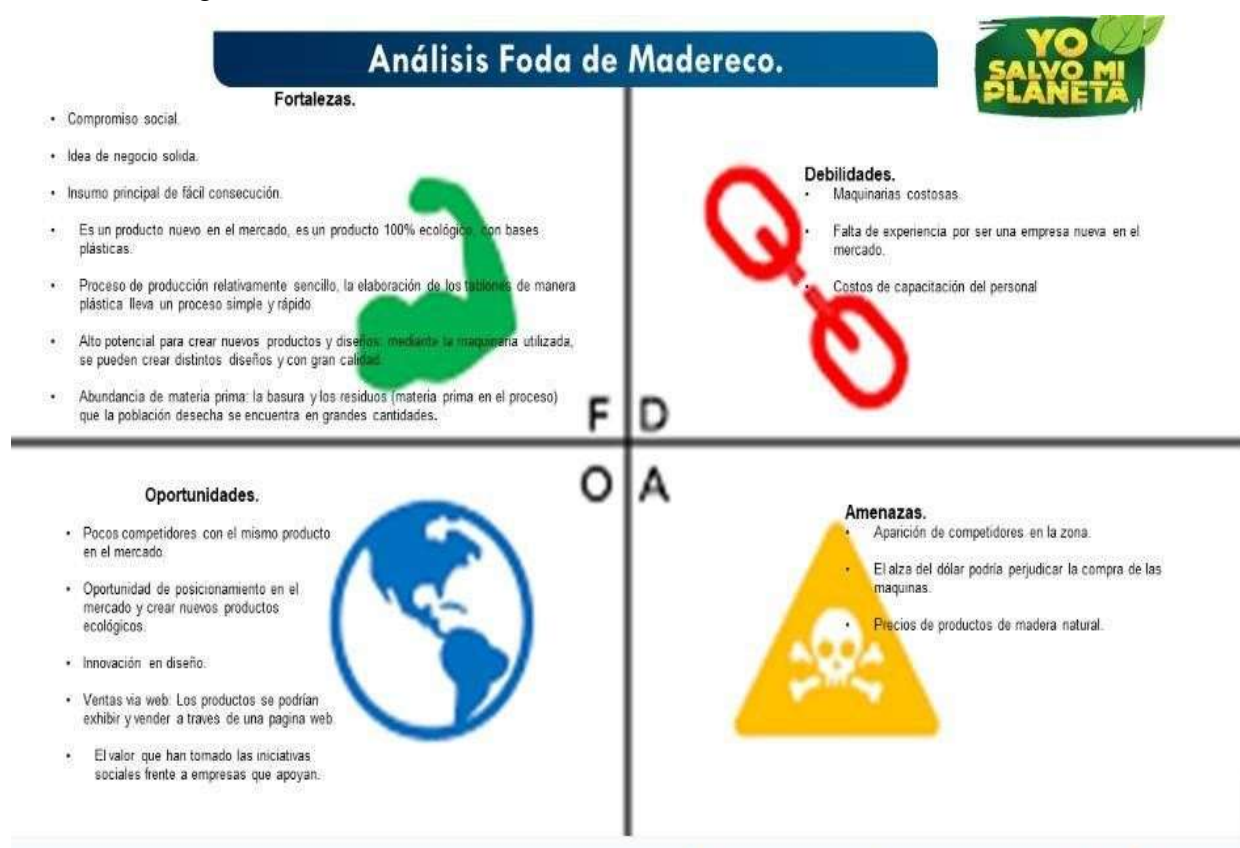 Análisis Foda de Madereco.
YO
SALVO MI
PLANETA
Fortalezas.
• Compromiso social.
• Idea de negocio solida.
• Insumo principal de fácil consecución.
• Es un producto nuevo en el mercado, es un producto 100% ecológico, con bases
plásticas.
• Proceso de producción relativamente sencillo, la elaboración de los tablones de manera
plástica lleva un proceso simple y rápido
• Alto potencial para crear nuevos productos y diseños: mediante la maquinaria utilizada,
se pueden crear distintos diseños y con gran calidad.
• Abundancia de materia prima: la basura y los residuos (materia prima en el proceso)
que la población desecha se encuentra en grandes cantidades.
Debilidades.
• Maquinarias costosas.
• Falta de experiencia por ser una empresa nueva en el
mercado.
• Costos de capacitación del personal
F D
O A
Oportunidades.
• Pocos competidores con el mismo producto
en el mercado.
• Oportunidad de posicionamiento en el
mercado y crear nuevos productos
ecológicos.
• Innovación en diseño.
• Ventas via web: Los productos se podrían
exhibir y vender a traves de una pagina web
• El valor que han tomado las iniciativas
sociales frente a empresas que apoyan.
Amenazas.
• Aparición de competidores en la zona.
• El alza del dólar podría perjudicar la compra de las
maquinas.
• Precios de productos de madera natural.